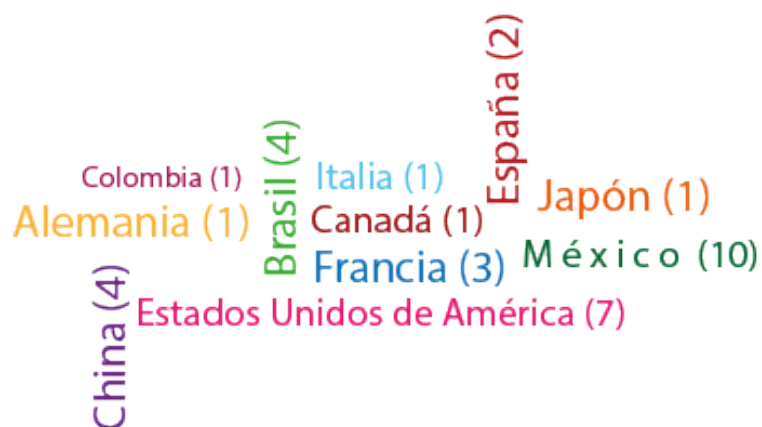 España (2)
Brasil (4)
Colombia (1)
Italia (1)
Japón (1)
Alemania (1)
Canadá (1)
México (10)
Francia (3)
China (4)
Estados Unidos de América (7)